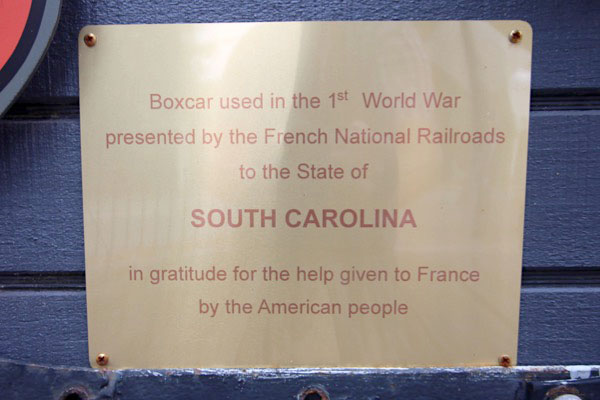 Boxcar used in the 1st World War
presented by the French National Railroads
to the State of
SOUTH CAROLINA
in gratitude for the help given to France
by the American people